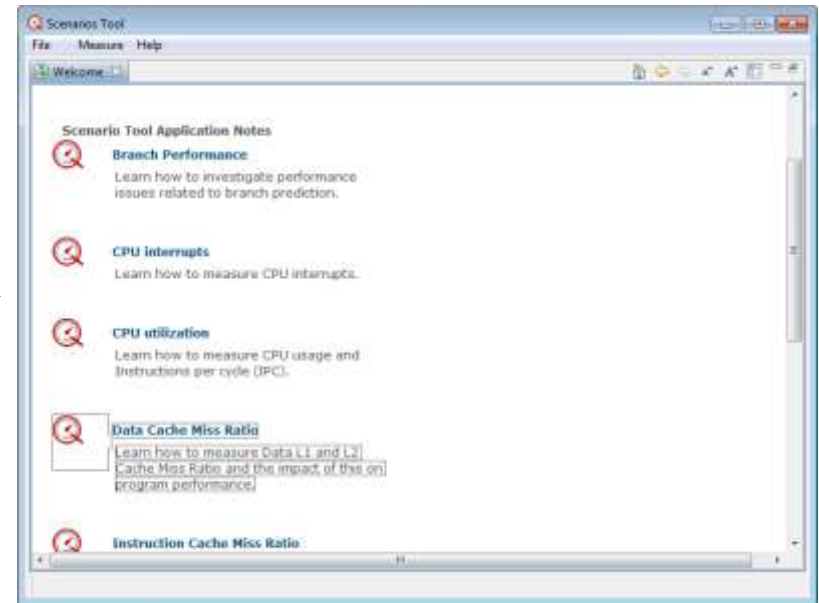 Scenarios Tool
File Measure Help
Welcome
Scenario Tool Application Notes
Branch Performance
Learn how to investigate performance
issues related to branch prediction.
CPU interrupts
Learn how to measure CPU interrupts.
CPU utilization
Learn how to measure CPU usage and
Instructions per cycle (IPC).
Data Cache Miss Ratio
Learn how to measure Data L1 and L2
Cache Miss Ratio and the impact of this on
program performance.
Instruction Cache Miss Ratio